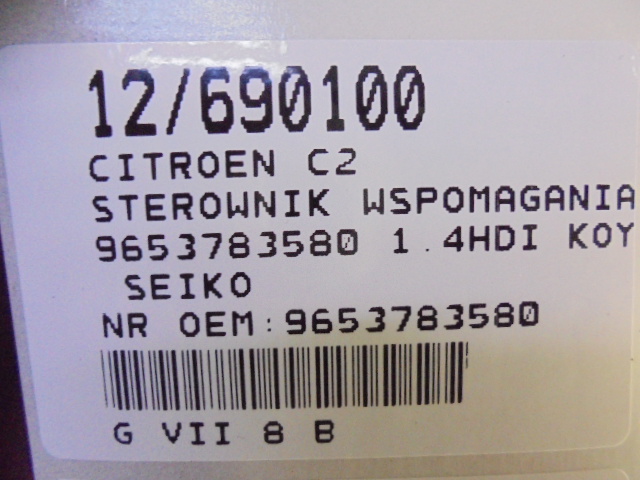 12/690100
CITROEN C2
STEROWNIK WSPOMAGANIA
9653783580 1.4HDI KOY
SEIKO
NR OEM:9653783580
G VII 8 B